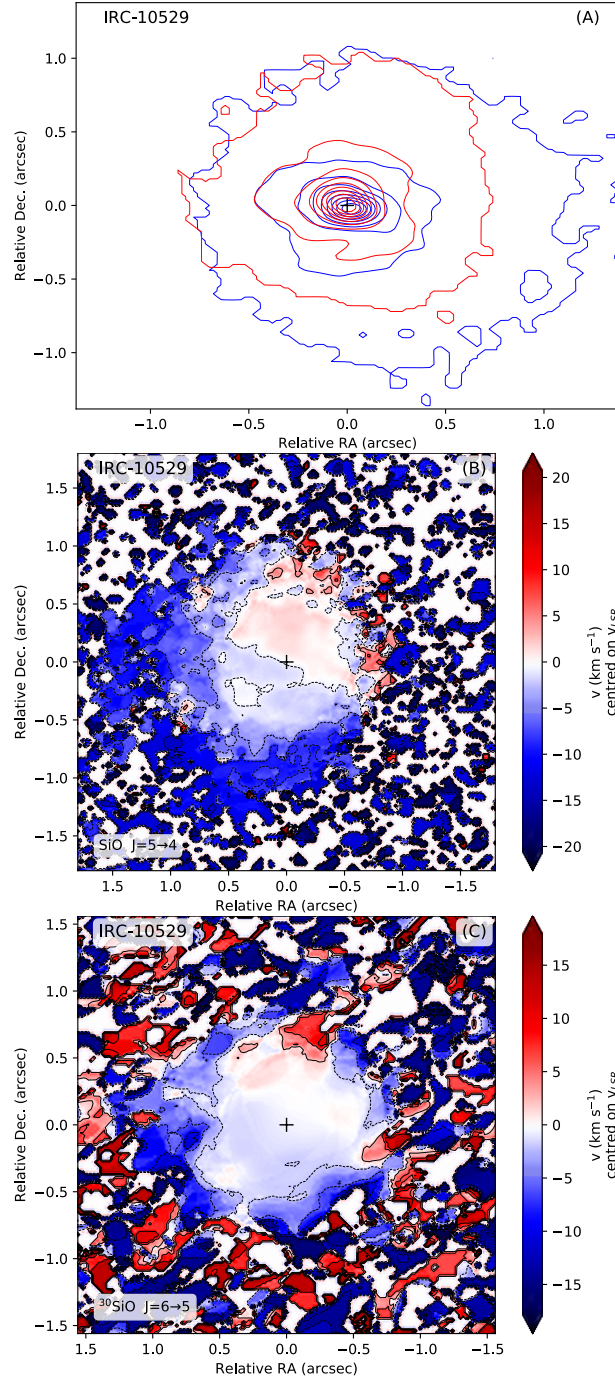 IRC-10529 (A)
1.0
0.5
0.0
−0.5
−1.0
Relative Dec. (arcsec)
−1.0 −0.5 0.0 0.5 1.0
Relative RA (arcsec)
IRC-10529 (B)
1.5
1.0
0.5
0.0
−0.5
−1.0
−1.5
Relative Dec. (arcsec)
SiO J=5→4
1.5 1.0 0.5 0.0 −0.5 −1.0 −1.5
Relative RA (arcsec)
20
15
10
5
0
−5
−10
−15
−20
v (km s⁻¹)
centred on νLSR
IRC-10529 (C)
1.5
1.0
0.5
0.0
−0.5
−1.0
−1.5
Relative Dec. (arcsec)
³⁰SiO J=6→5
1.5 1.0 0.5 0.0 −0.5 −1.0 −1.5
Relative RA (arcsec)
15
10
5
0
−5
−10
−15
v (km s⁻¹)
centred on νLSR